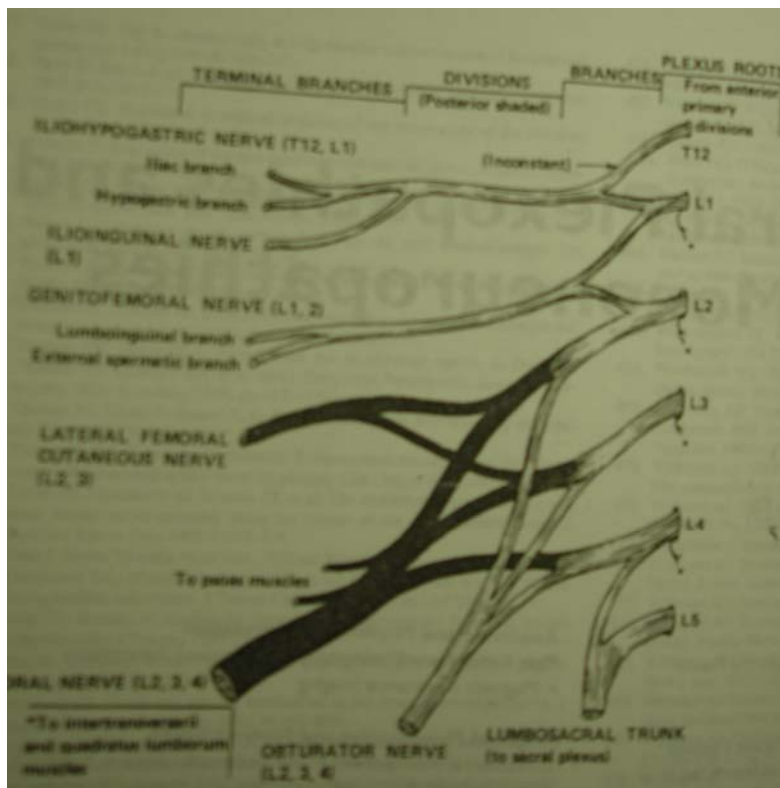 PLEXUS ROOTS
TERMINAL BRANCHES
DIVISIONS
(Posterior shaded)
BRANCHES
From anterior
primary
divisions
ILIOHYPOGASTRIC NERVE (T12, L1)
Iliac branch
(Inconstant)
T12
Hypogastric branch
L1
ILIOINGUINAL NERVE
(L1)
GENITOFEMORAL NERVE (L1, 2)
L2
Lumboinguinal branch
External spermatic branch
L3
LATERAL FEMORAL
CUTANEOUS NERVE
(L2, 3)
L4
To psoas muscles
L5
ORAL NERVE (L2, 3, 4)
*To intertransversarii
and quadratus lumborum
muscles
OBTURATOR NERVE
(L2, 3, 4)
LUMBOSACRAL TRUNK
(to sacral plexus)